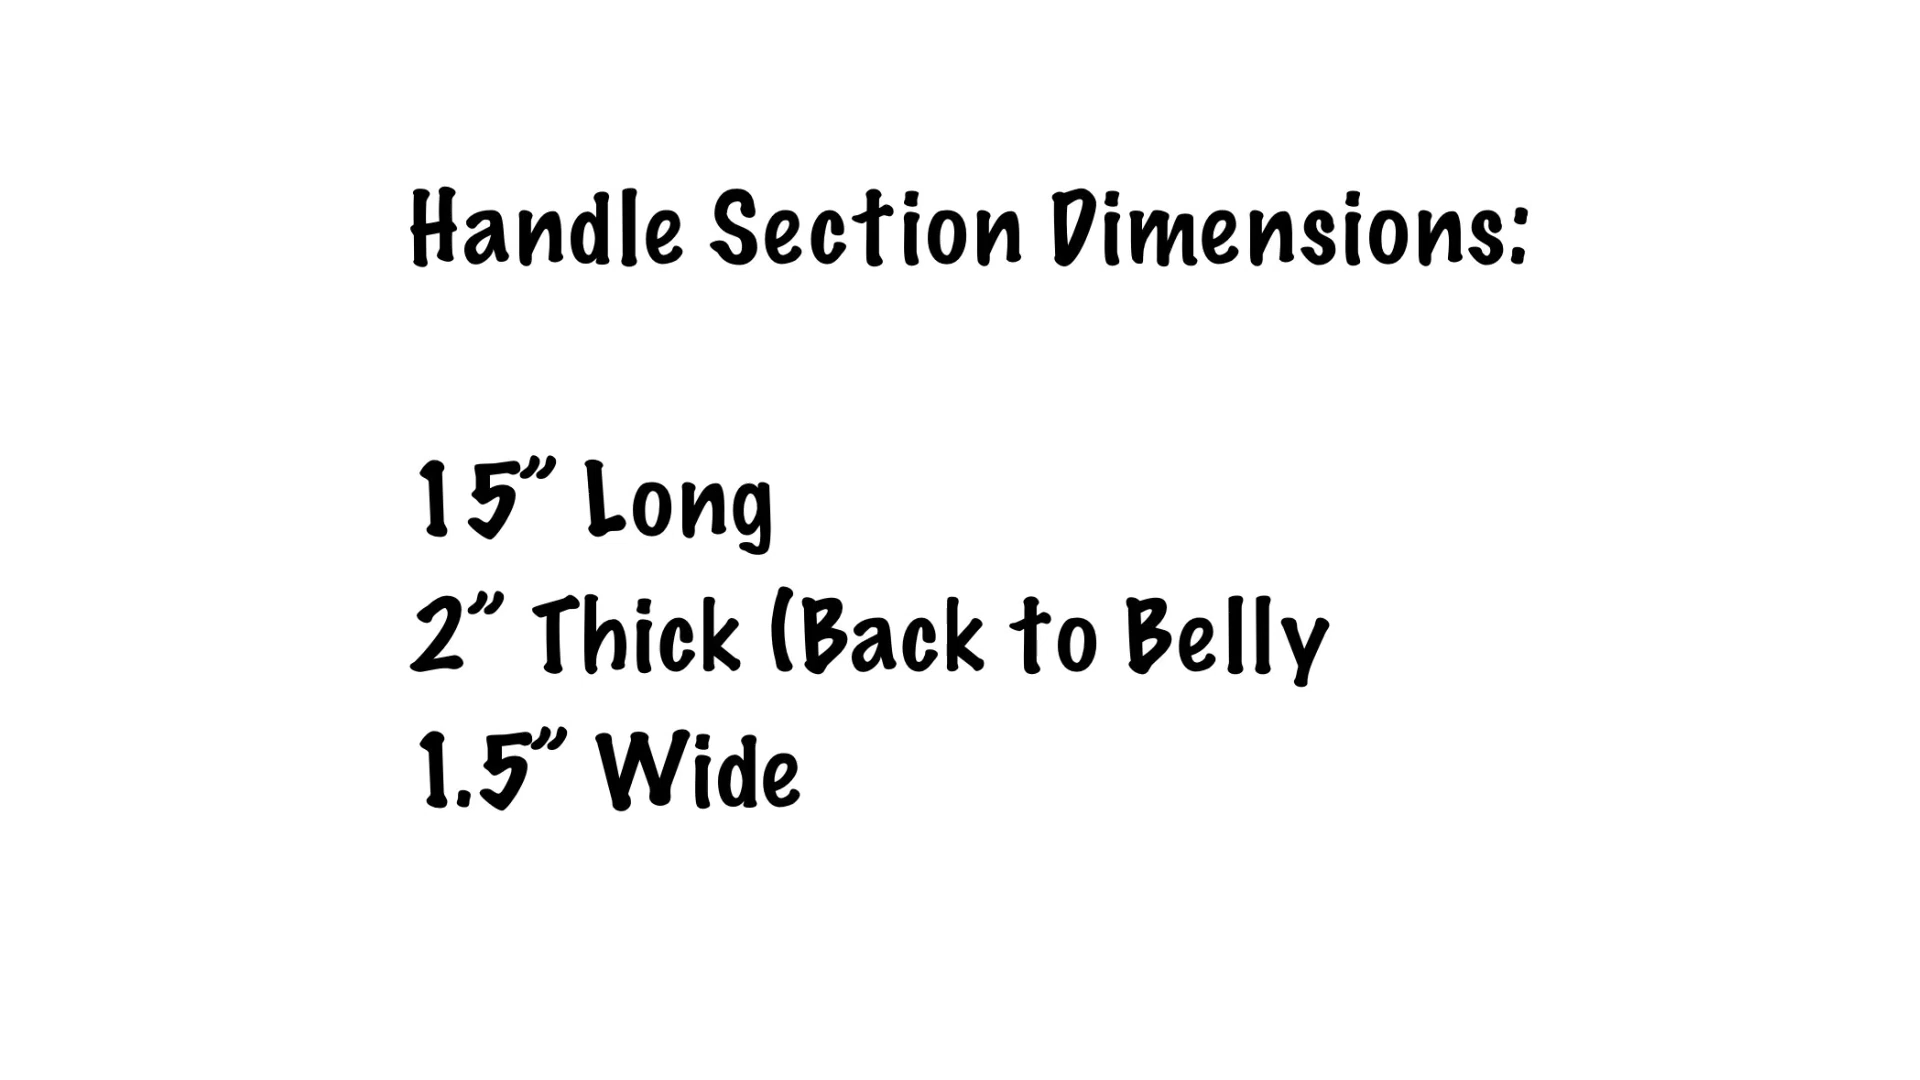 Handle Section Dimensions:
15” Long
2” Thick (Back to Belly
1.5” Wide